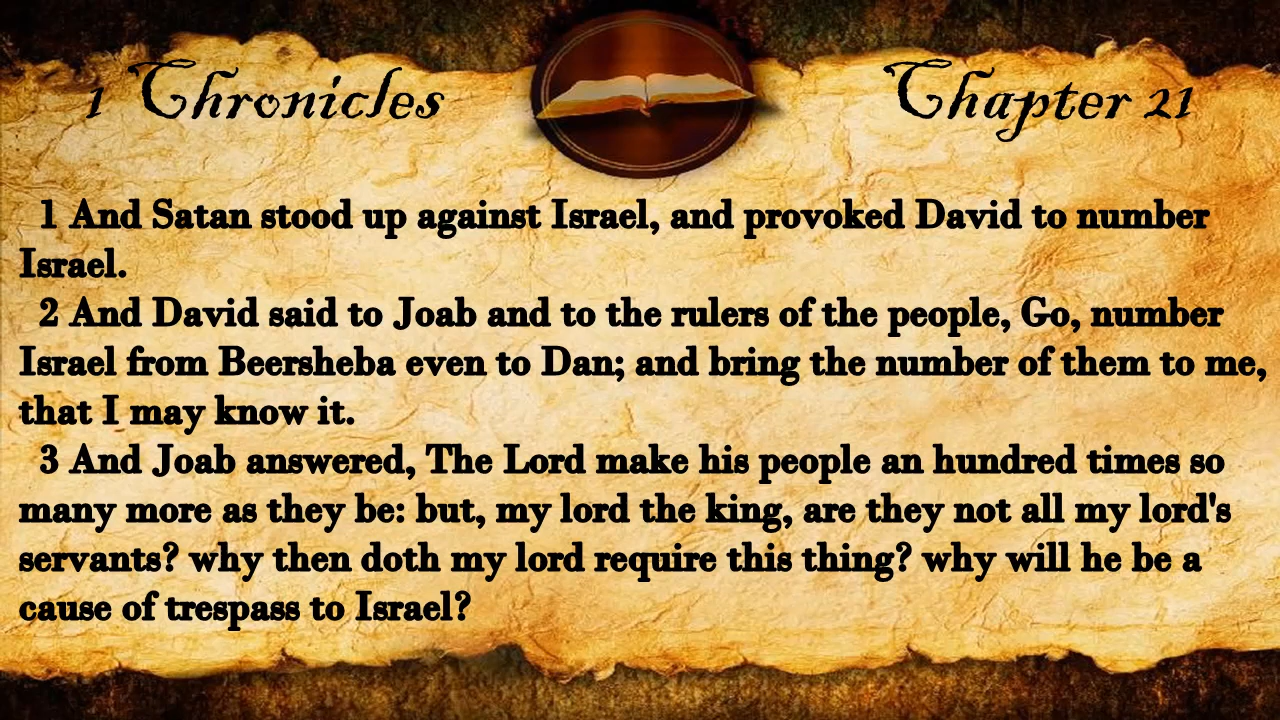 1 Chronicles
Chapter 21
1 And Satan stood up against Israel, and provoked David to number
Israel.
2 And David said to Joab and to the rulers of the people, Go, number
Israel from Beersheba even to Dan; and bring the number of them to me,
that I may know it.
3 And Joab answered, The Lord make his people an hundred times so
many more as they be: but, my lord the king, are they not all my lord's
servants? why then doth my lord require this thing? why will he be a
cause of trespass to Israel?